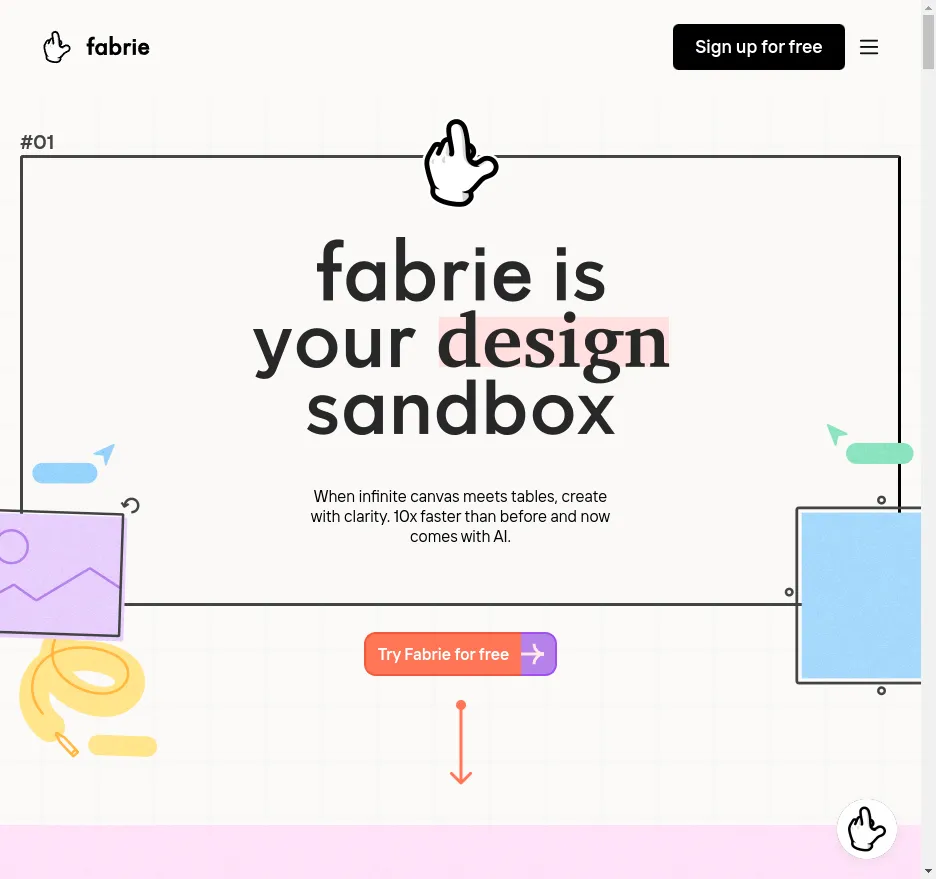 fabrie
Sign up for free
#01
fabrie is
your design
sandbox
When infinite canvas meets tables, create
with clarity. 10x faster than before and now
comes with AI.
Try Fabrie for free